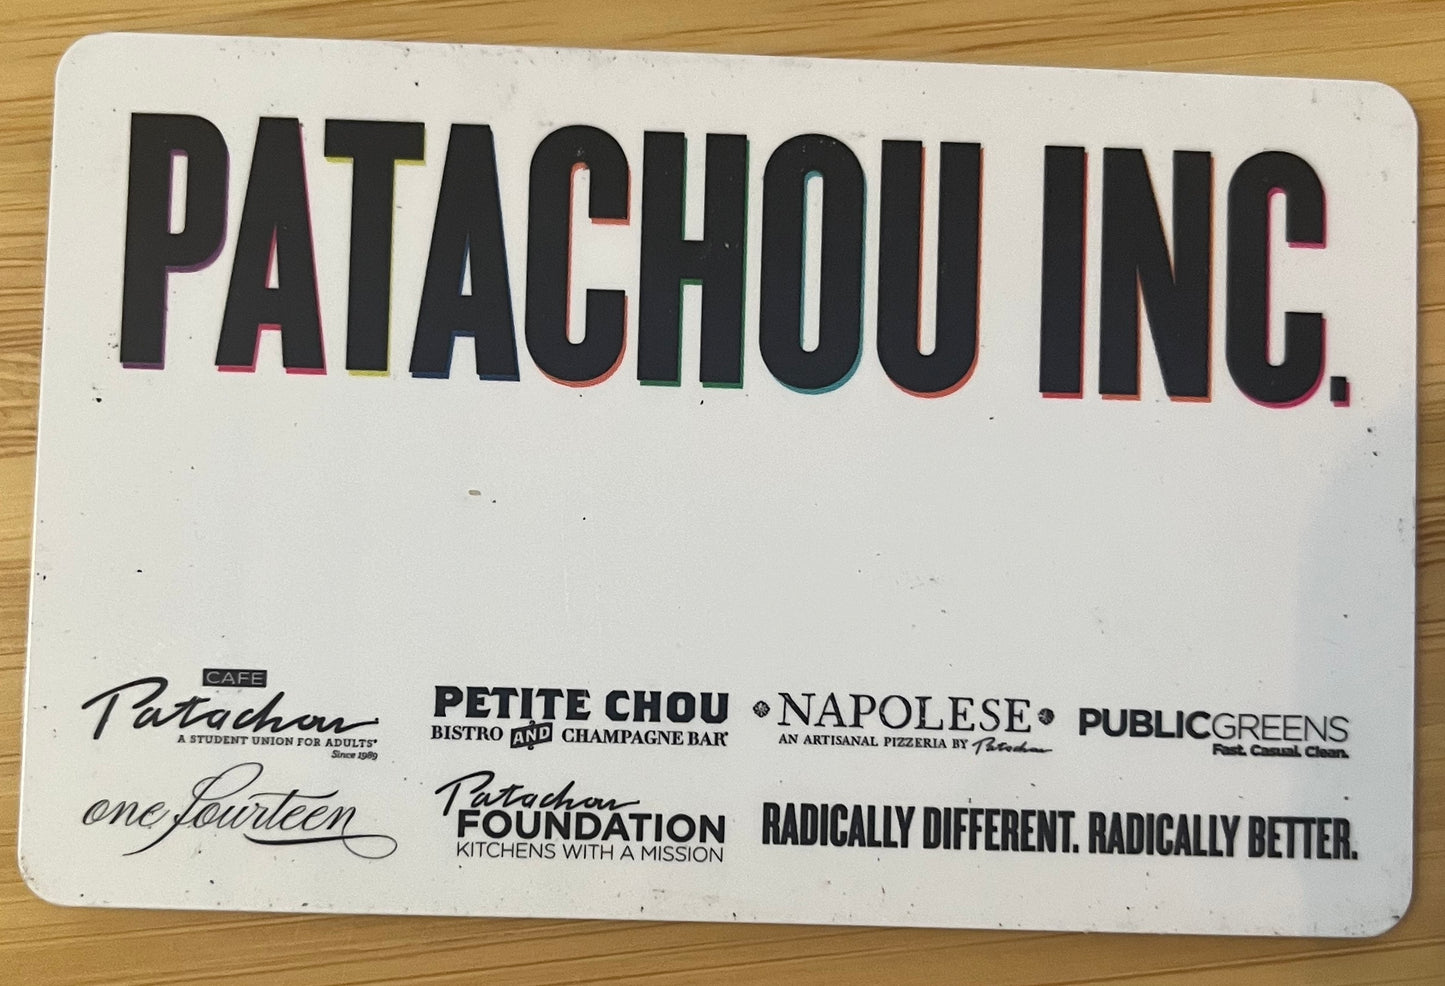 PATACHOU INC.
CAFE
Patachou
A STUDENT UNION FOR ADULTS®
Since 1989
PETITE CHOU
BISTRO AND CHAMPAGNE BAR®
NAPOLESE
AN ARTISANAL PIZZERIA BY Patachou
PUBLICGREENS
Fast. Casual. Clean.
one fourteen
Patachou
FOUNDATION
KITCHENS WITH A MISSION
RADICALLY DIFFERENT. RADICALLY BETTER.